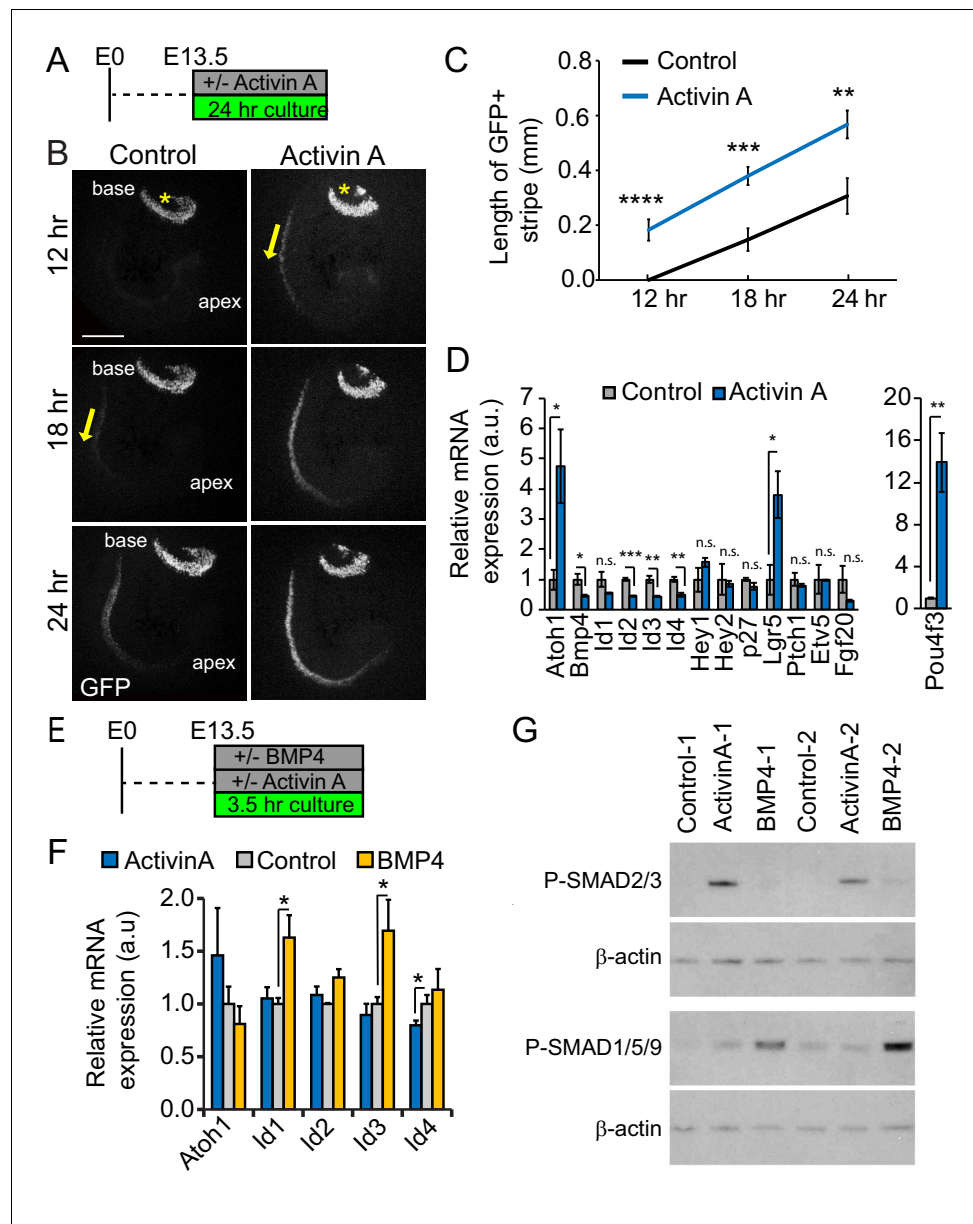 A
E0 E13.5
+/- Activin A
24 hr culture
B
Control Activin A
12 hr
base
*
*
apex
18 hr
base
apex
24 hr
base
apex
GFP
C
Control
Activin A
Length of GFP+
stripe (mm)
0.8
0.6
0.4
0.2
0.0
****
***
**
12 hr 18 hr 24 hr
D
Control Activin A
Relative mRNA
expression (a.u.)
7
6
5
4
3
2
1
0
* * n.s. *** ** ** n.s. n.s. n.s. * n.s. n.s. n.s.
Atoh1
Bmp4
Id1
Id2
Id3
Id4
Hey1
Hey2
p27
Lgr5
Ptch1
Etv5
Fgf20
20
16
12
8
4
0
**
Pou4f3
E
E0 E13.5
+/- BMP4
+/- Activin A
3.5 hr culture
F
ActivinA Control BMP4
Relative mRNA
expression (a.u)
2.0
1.5
1.0
0.5
0.0
* * *
Atoh1
Id1
Id2
Id3
Id4
G
Control-1
ActivinA-1
BMP4-1
Control-2
ActivinA-2
BMP4-2
P-SMAD2/3
β-actin
P-SMAD1/5/9
β-actin